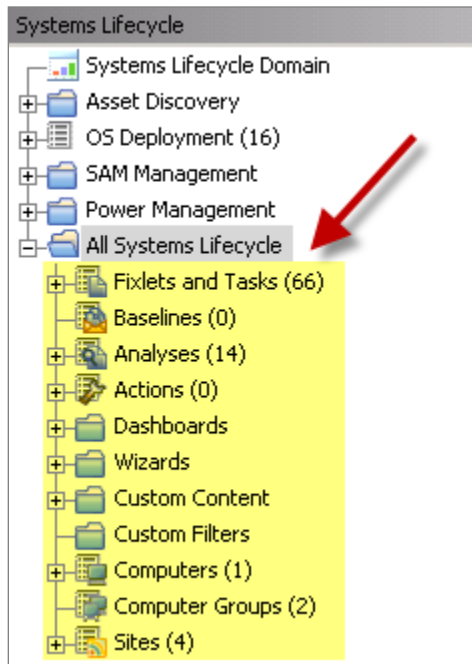 Systems Lifecycle
Systems Lifecycle Domain
Asset Discovery
OS Deployment (16)
SAM Management
Power Management
All Systems Lifecycle
Fixlets and Tasks (66)
Baselines (0)
Analyses (14)
Actions (0)
Dashboards
Wizards
Custom Content
Custom Filters
Computers (1)
Computer Groups (2)
Sites (4)